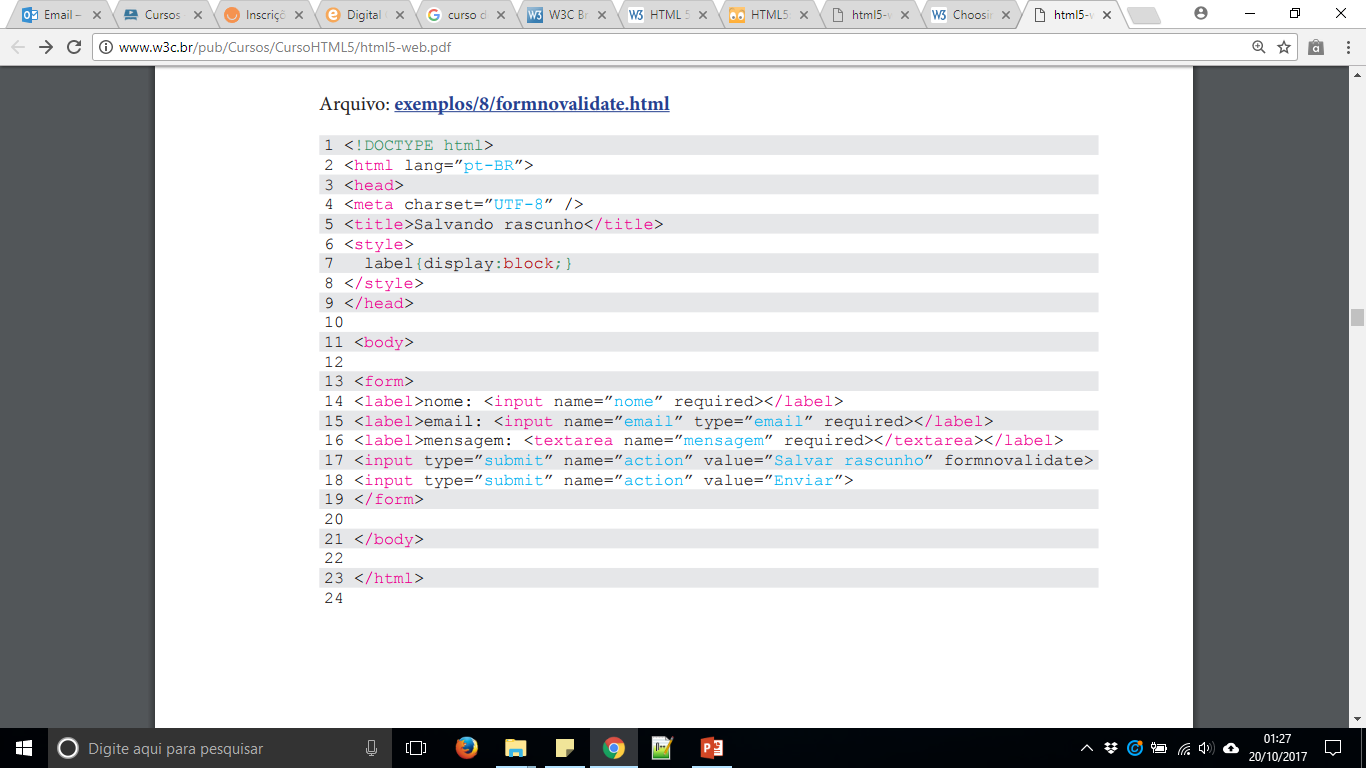 Email –
Cursos
Inscriçõ
Digital
curso d
W3C Br
HTML 5
HTML5:
html5-v
Choosin
html5-w
www.w3c.br/pub/Cursos/CursoHTML5/html5-web.pdf
Arquivo: exemplos/8/formnovalidate.html
1 <!DOCTYPE html>
2 <html lang=”pt-BR”>
3 <head>
4 <meta charset=”UTF-8” />
5 <title>Salvando rascunho</title>
6 <style>
7   label{display:block;}
8 </style>
9 </head>
10
11 <body>
12
13 <form>
14 <label>nome: <input name=”nome” required></label>
15 <label>email: <input name=”email” type=”email” required></label>
16 <label>mensagem: <textarea name=”mensagem” required></textarea></label>
17 <input type=”submit” name=”action” value=”Salvar rascunho” formnovalidate>
18 <input type=”submit” name=”action” value=”Enviar”>
19 </form>
20
21 </body>
22
23 </html>
24
Digite aqui para pesquisar
01:27
20/10/2017